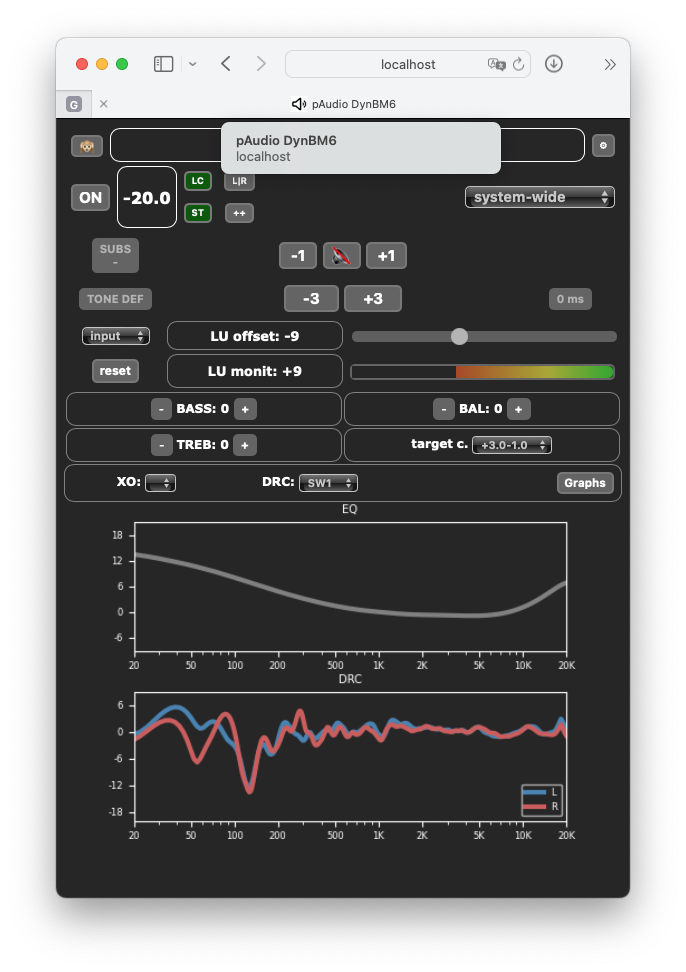 localhost
G
pAudio DynBM6
pAudio DynBM6
localhost
ON
-20.0
LC
L|R
ST
++
system-wide
SUBS
-
-1
+1
TONE DEF
-3
+3
0 ms
input
LU offset: -9
reset
LU monit: +9
- BASS: 0 +
- BAL: 0 +
- TREB: 0 +
target c. +3.0-1.0
XO:
DRC: SW1
Graphs
EQ
18
12
6
0
-6
20 50 100 200 500 1K 2K 5K 10K 20K
DRC
6
0
-6
-12
-18
L
R
20 50 100 200 500 1K 2K 5K 10K 20K